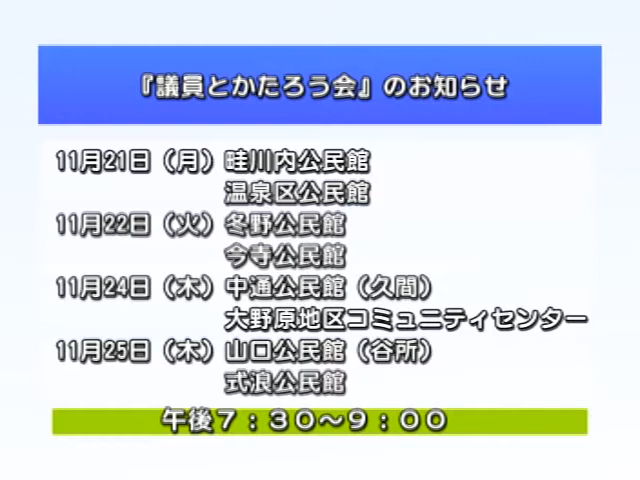 『議員とかたろう会』のお知らせ
11月21日（月）畦川内公民館
温泉区公民館
11月22日（火）冬野公民館
今寺公民館
11月24日（木）中通公民館（久間）
大野原地区コミュニティセンター
11月25日（木）山口公民館（谷所）
式浪公民館
午後７：３０～９：００